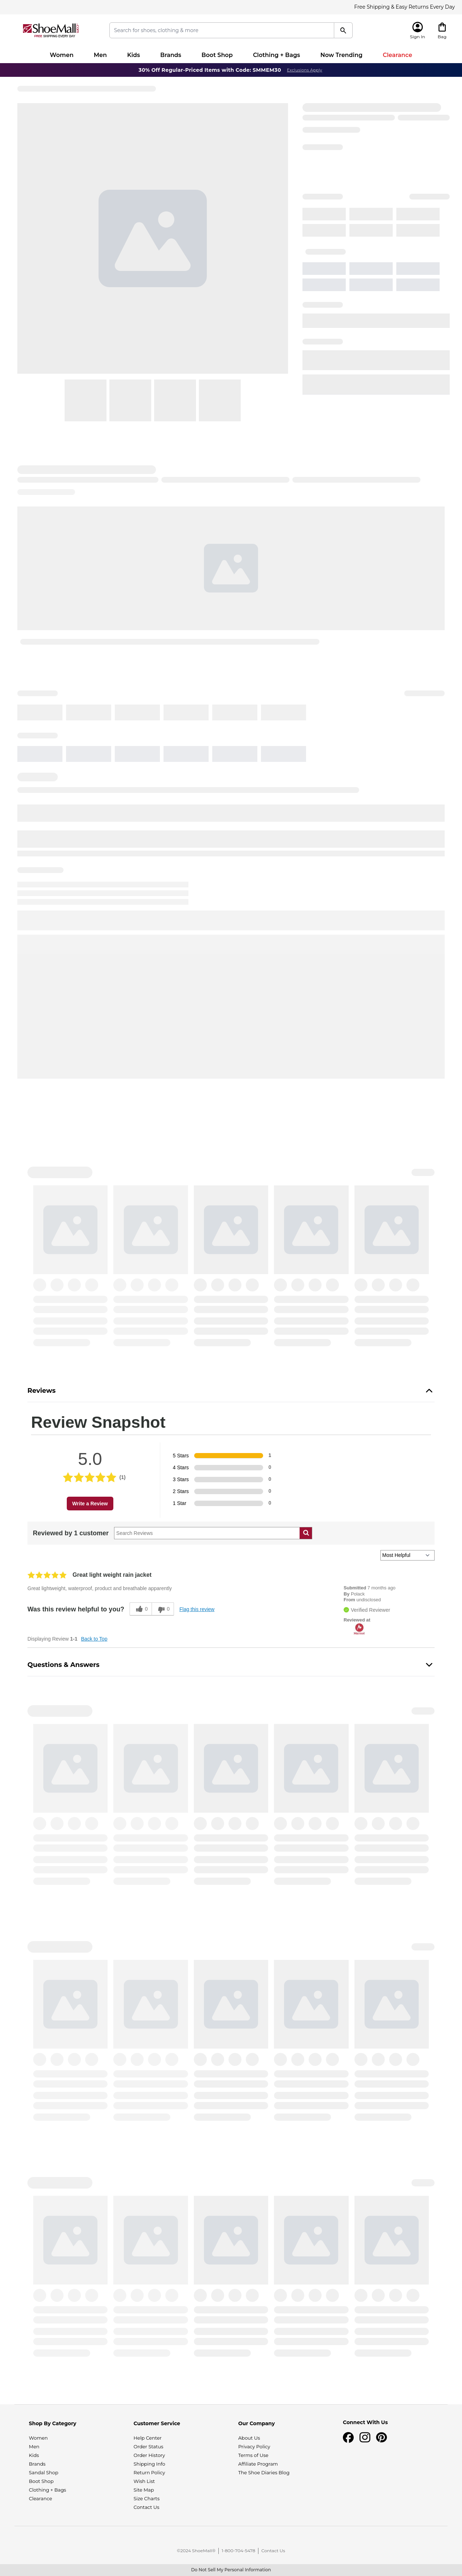 Free Shipping & Easy Returns Every Day
ShoeMall
FREE SHIPPING EVERY DAY
Search for shoes, clothing & more
Sign In
Bag
Women
Men
Kids
Brands
Boot Shop
Clothing + Bags
Now Trending
Clearance
30% Off Regular-Priced Items with Code: SMMEM30 Exclusions Apply
Reviews
Review Snapshot
5.0
(1)
Write a Review
5 Stars 1
4 Stars 0
3 Stars 0
2 Stars 0
1 Star 0
Reviewed by 1 customer
Search Reviews
Most Helpful
Great light weight rain jacket
Great lightweight, waterproof, product and breathable apparently
Submitted 7 months ago
By Polack
From undisclosed
Verified Reviewer
Reviewed at
Was this review helpful to you? 0 0 Flag this review
Displaying Review 1-1 Back to Top
Questions & Answers
Shop By Category
Women
Men
Kids
Brands
Sandal Shop
Boot Shop
Clothing + Bags
Clearance
Customer Service
Help Center
Order Status
Order History
Shipping Info
Return Policy
Wish List
Site Map
Size Charts
Contact Us
Our Company
About Us
Privacy Policy
Terms of Use
Affiliate Program
The Shoe Diaries Blog
Connect With Us
©2024 ShoeMall® 1-800-704-5478 Contact Us
Do Not Sell My Personal Information